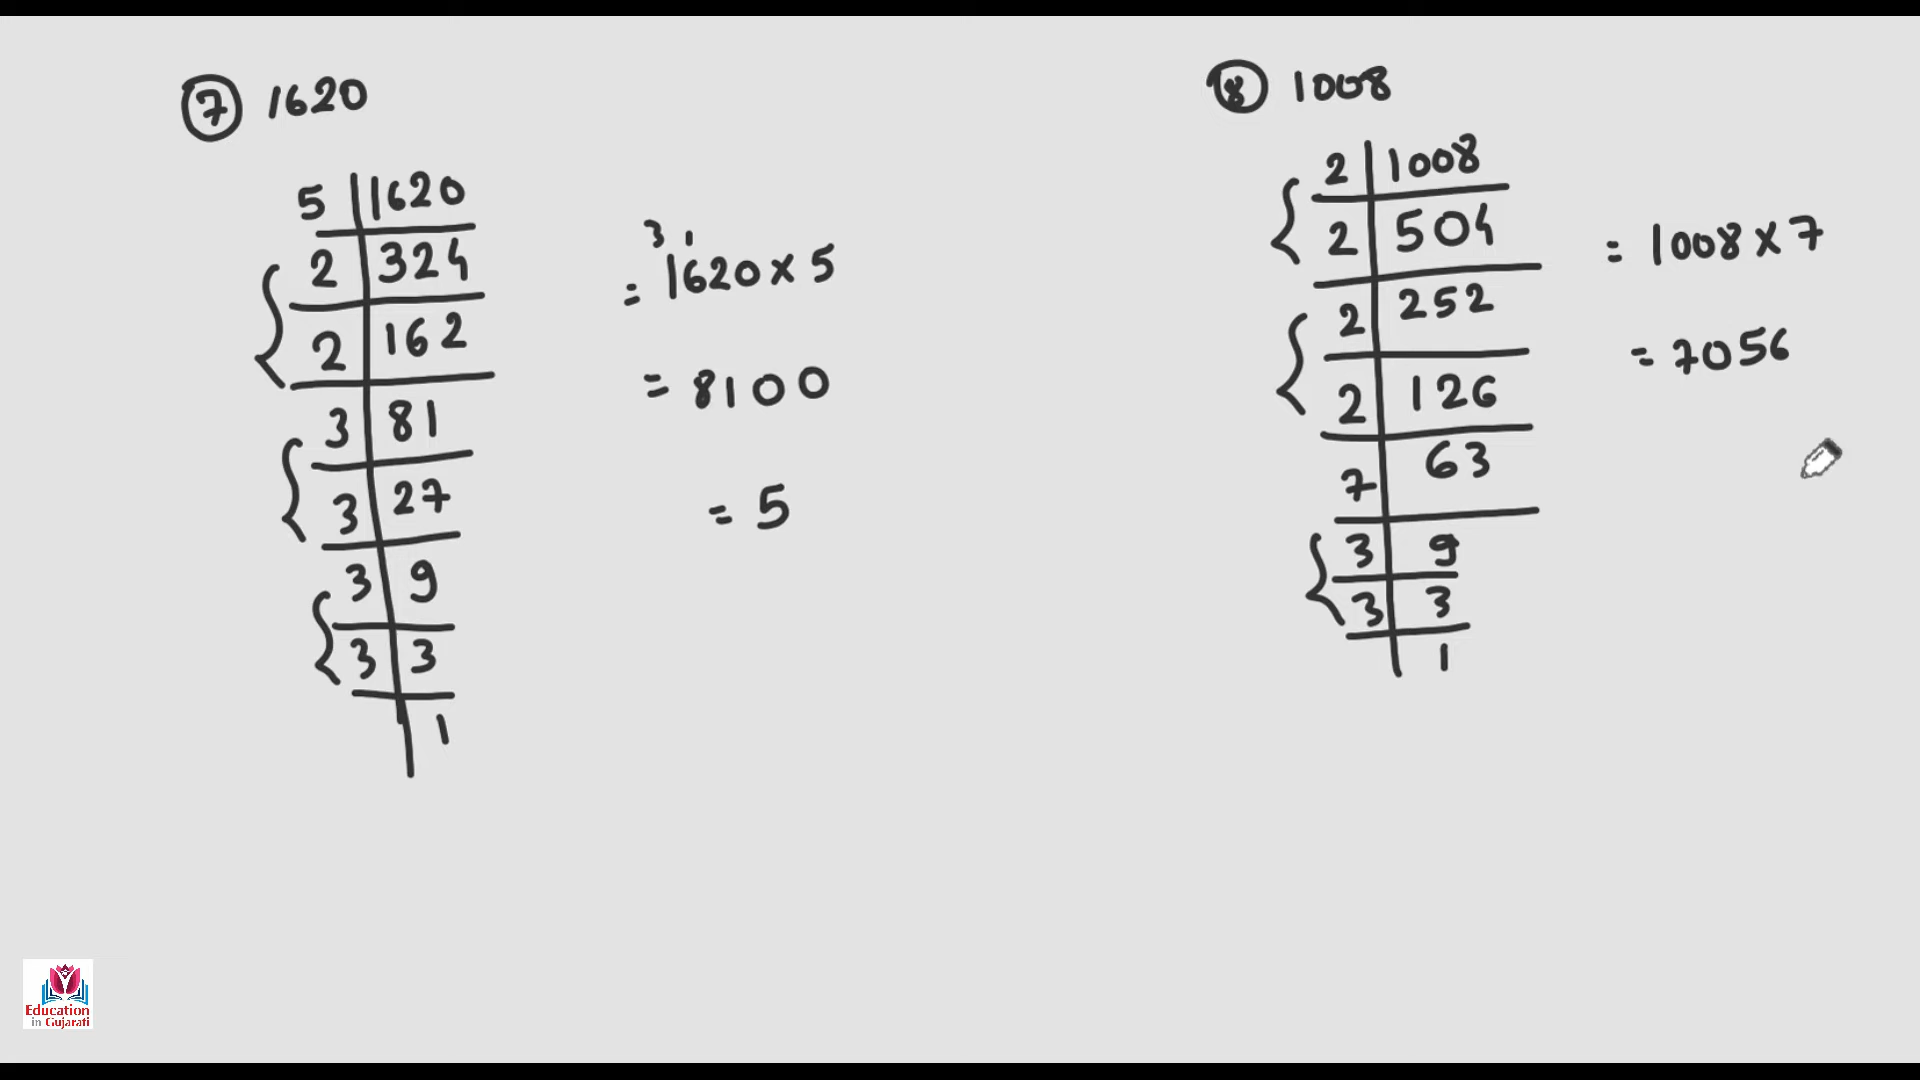 7 1620
5 | 1620
2 | 324
2 | 162
3 | 81
3 | 27
3 | 9
3 | 3
1
3 1
= 1620 x 5
= 8100
= 5
8 1008
2 | 1008
2 | 504
2 | 252
2 | 126
7 | 63
3 | 9
3 | 3
1
= 1008 x 7
= 7056
Education
in Gujarati